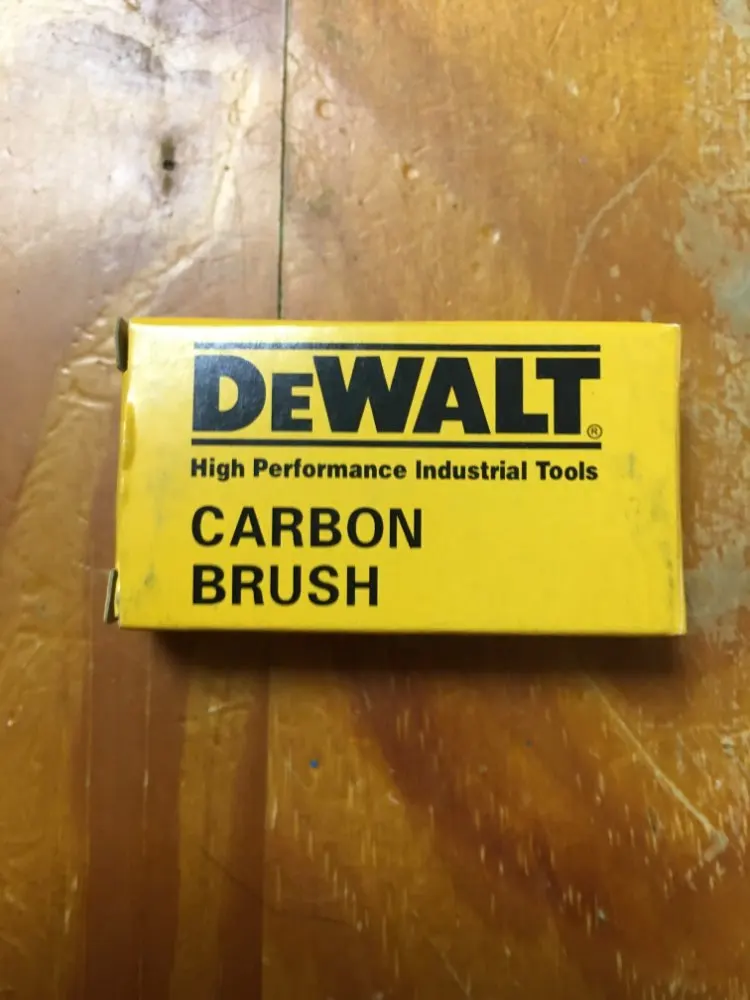 DEWALT®
High Performance Industrial Tools
CARBON
BRUSH